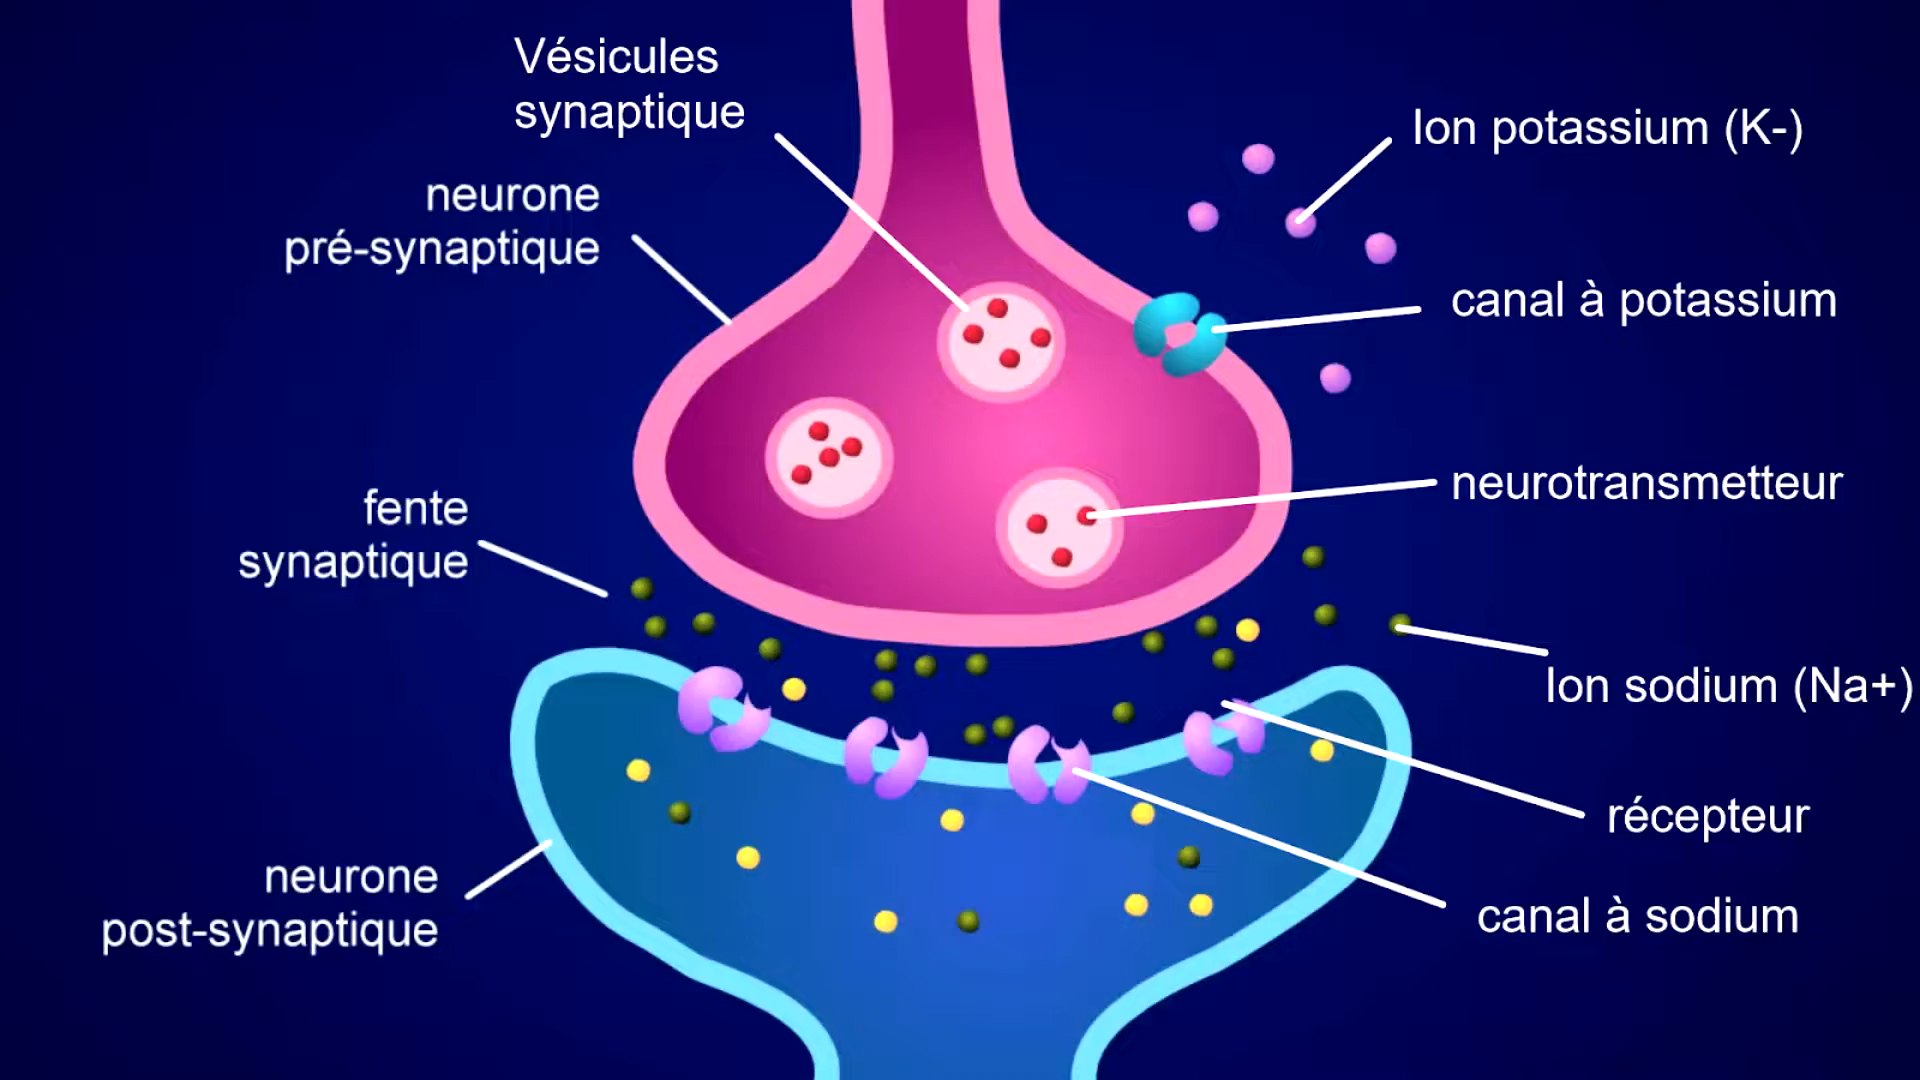 Vésicules
synaptique
neurone
pré-synaptique
fente
synaptique
neurone
post-synaptique
Ion potassium (K-)
canal à potassium
neurotransmetteur
Ion sodium (Na+)
récepteur
canal à sodium